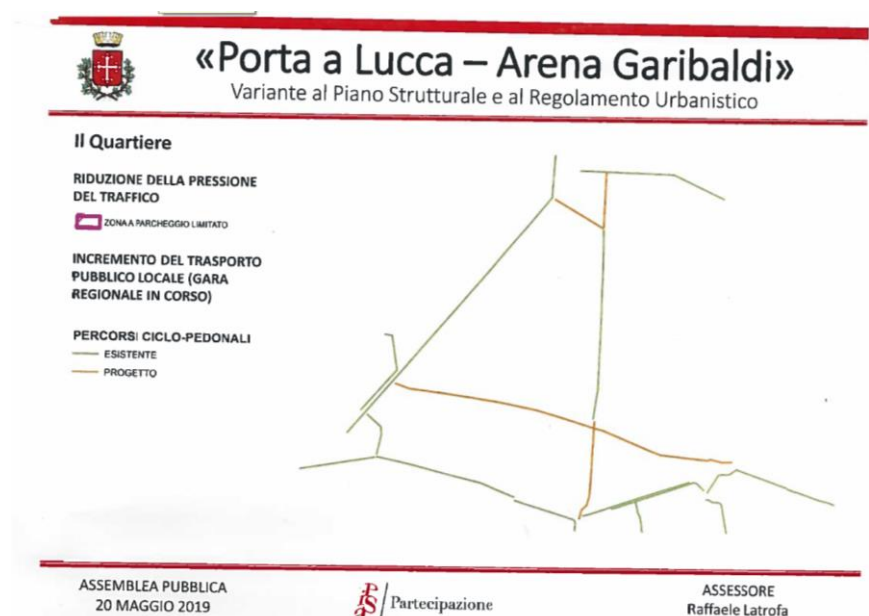 «Porta a Lucca – Arena Garibaldi»
Variante al Piano Strutturale e al Regolamento Urbanistico
Il Quartiere
RIDUZIONE DELLA PRESSIONE
DEL TRAFFICO
ZONA A PARCHEGGIO LIMITATO
INCREMENTO DEL TRASPORTO
PUBBLICO LOCALE (GARA
REGIONALE IN CORSO)
PERCORSI CICLO-PEDONALI
ESISTENTE
PROGETTO
ASSEMBLEA PUBBLICA
20 MAGGIO 2019
Partecipazione
ASSESSORE
Raffaele Latrofa